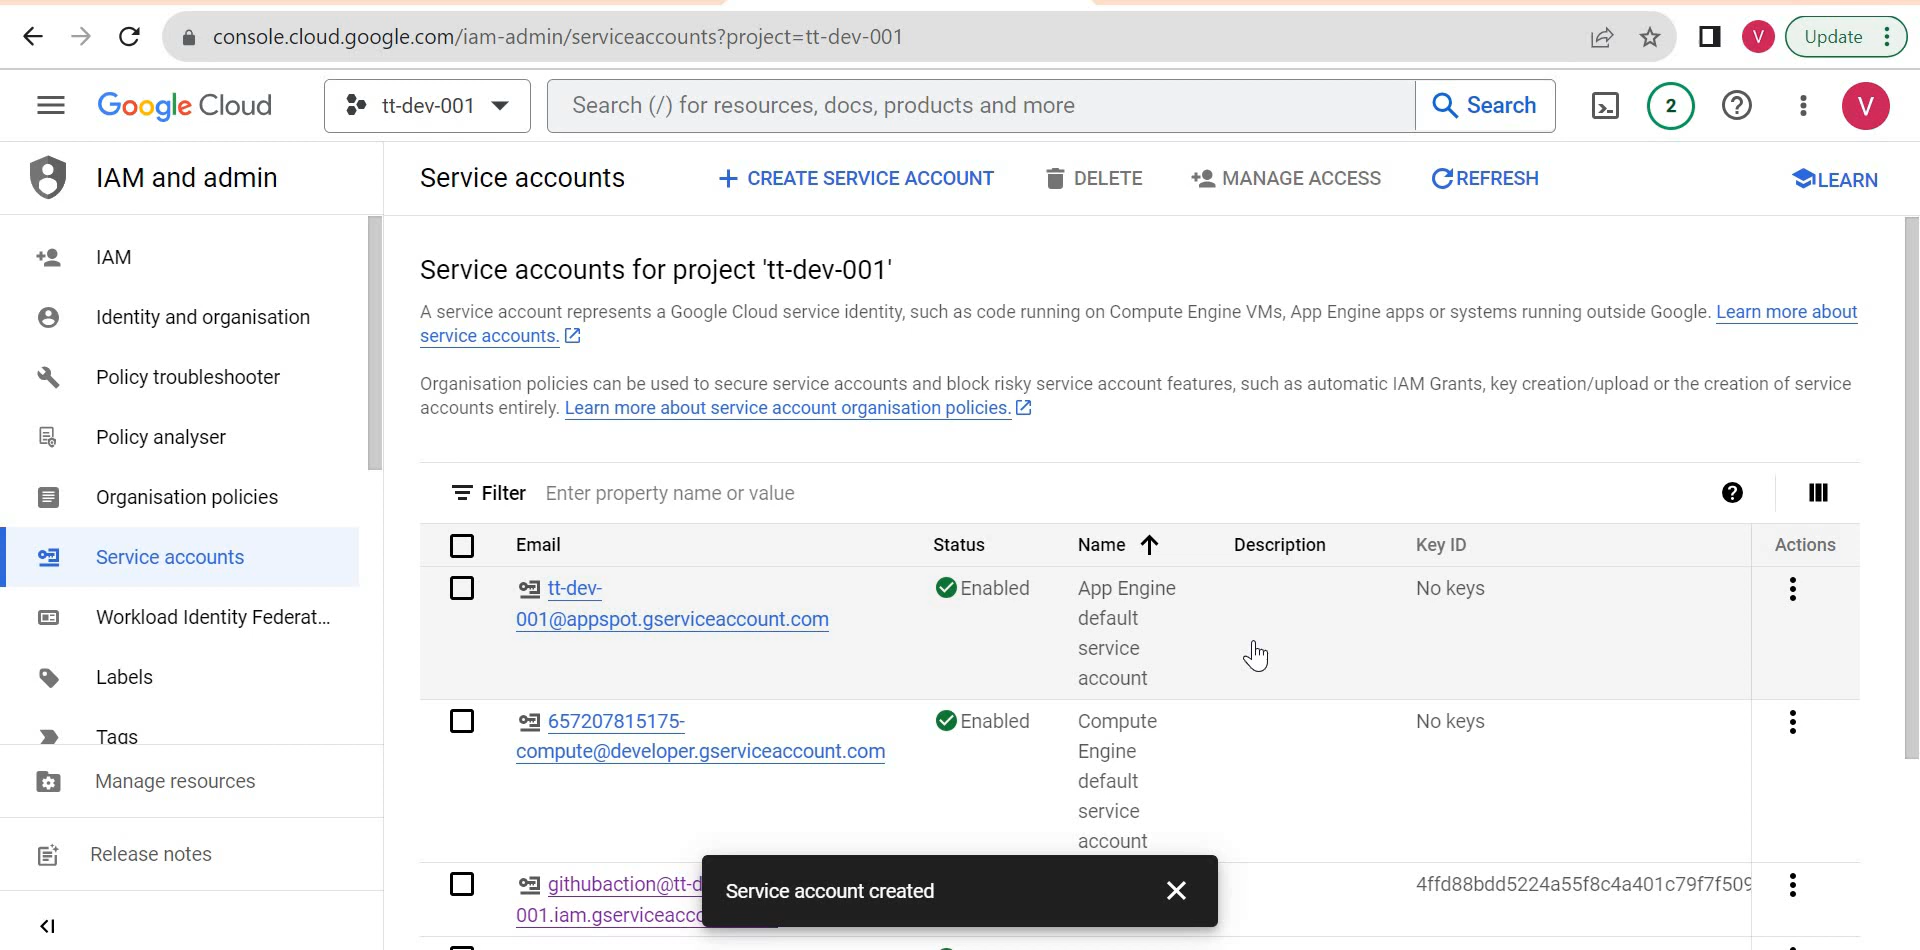 console.cloud.google.com/iam-admin/serviceaccounts?project=tt-dev-001
V
Update
Google Cloud
tt-dev-001
Search (/) for resources, docs, products and more
Search
2
V
IAM and admin
Service accounts
CREATE SERVICE ACCOUNT
DELETE
MANAGE ACCESS
REFRESH
LEARN
IAM
Identity and organisation
Policy troubleshooter
Policy analyser
Organisation policies
Service accounts
Workload Identity Federat...
Labels
Tags
Manage resources
Release notes
Service accounts for project 'tt-dev-001'
A service account represents a Google Cloud service identity, such as code running on Compute Engine VMs, App Engine apps or systems running outside Google. Learn more about
service accounts.
Organisation policies can be used to secure service accounts and block risky service account features, such as automatic IAM Grants, key creation/upload or the creation of service
accounts entirely. Learn more about service account organisation policies.
Filter Enter property name or value
Email Status Name Description Key ID Actions
tt-dev- Enabled App Engine No keys
001@appspot.gserviceaccount.com default
service
account
657207815175- Enabled Compute No keys
compute@developer.gserviceaccount.com Engine
default
service
account
githubaction@tt-d 4ffd88bdd5224a55f8c4a401c79f7f509
001.iam.gserviceacco
Service account created